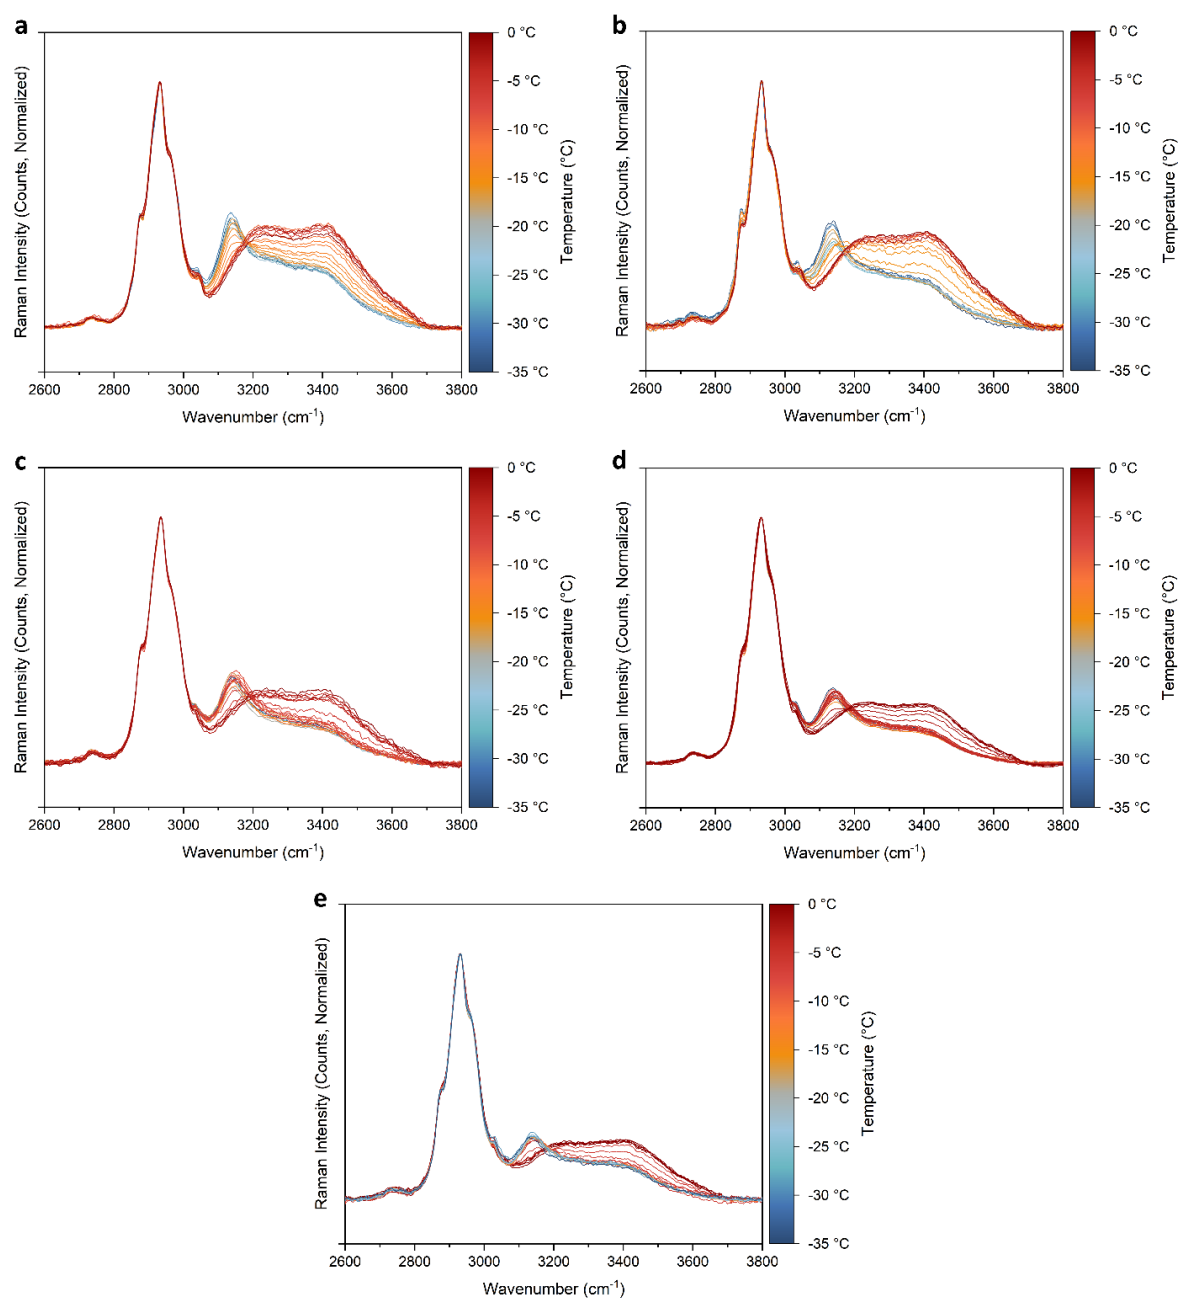 a
Raman Intensity (Counts, Normalized)
2600 2800 3000 3200 3400 3600 3800
Wavenumber (cm-1)
0 °C
-5 °C
-10 °C
-15 °C
-20 °C
-25 °C
-30 °C
-35 °C
Temperature (°C)
b
Raman Intensity (Counts, Normalized)
2600 2800 3000 3200 3400 3600 3800
Wavenumber (cm-1)
0 °C
-5 °C
-10 °C
-15 °C
-20 °C
-25 °C
-30 °C
-35 °C
Temperature (°C)
c
Raman Intensity (Counts, Normalized)
2600 2800 3000 3200 3400 3600 3800
Wavenumber (cm-1)
0 °C
-5 °C
-10 °C
-15 °C
-20 °C
-25 °C
-30 °C
-35 °C
Temperature (°C)
d
Raman Intensity (Counts, Normalized)
2600 2800 3000 3200 3400 3600 3800
Wavenumber (cm-1)
0 °C
-5 °C
-10 °C
-15 °C
-20 °C
-25 °C
-30 °C
-35 °C
Temperature (°C)
e
Raman Intensity (Counts, Normalized)
2600 2800 3000 3200 3400 3600 3800
Wavenumber (cm-1)
0 °C
-5 °C
-10 °C
-15 °C
-20 °C
-25 °C
-30 °C
-35 °C
Temperature (°C)